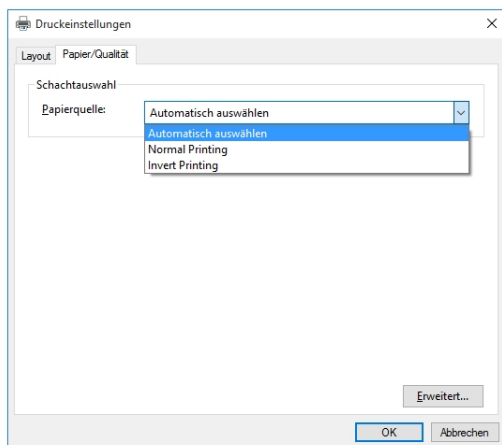 Druckeinstellungen
Layout Papier/Qualität
Schachtauswahl
Papierquelle: Automatisch auswählen
Automatisch auswählen
Normal Printing
Invert Printing
Erweitert...
OK Abbrechen